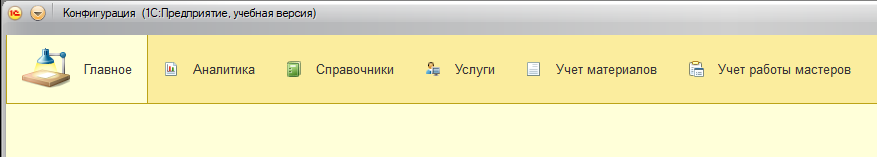 Конфигурация (1С:Предприятие, учебная версия)
Главное Аналитика Справочники Услуги Учет материалов Учет работы мастеров